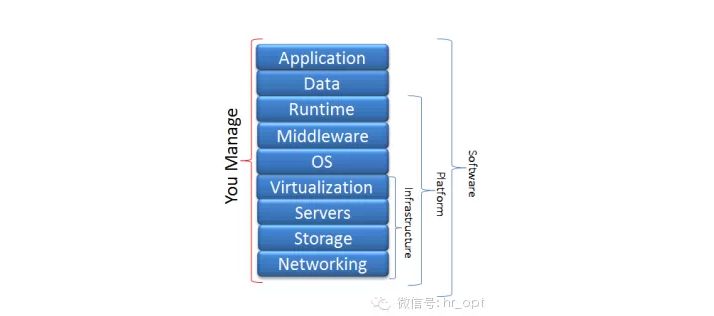 You Manage
Application
Data
Runtime
Middleware
OS
Virtualization
Servers
Storage
Networking
Infrastructure
Platform
Software
微信号: hr_opf